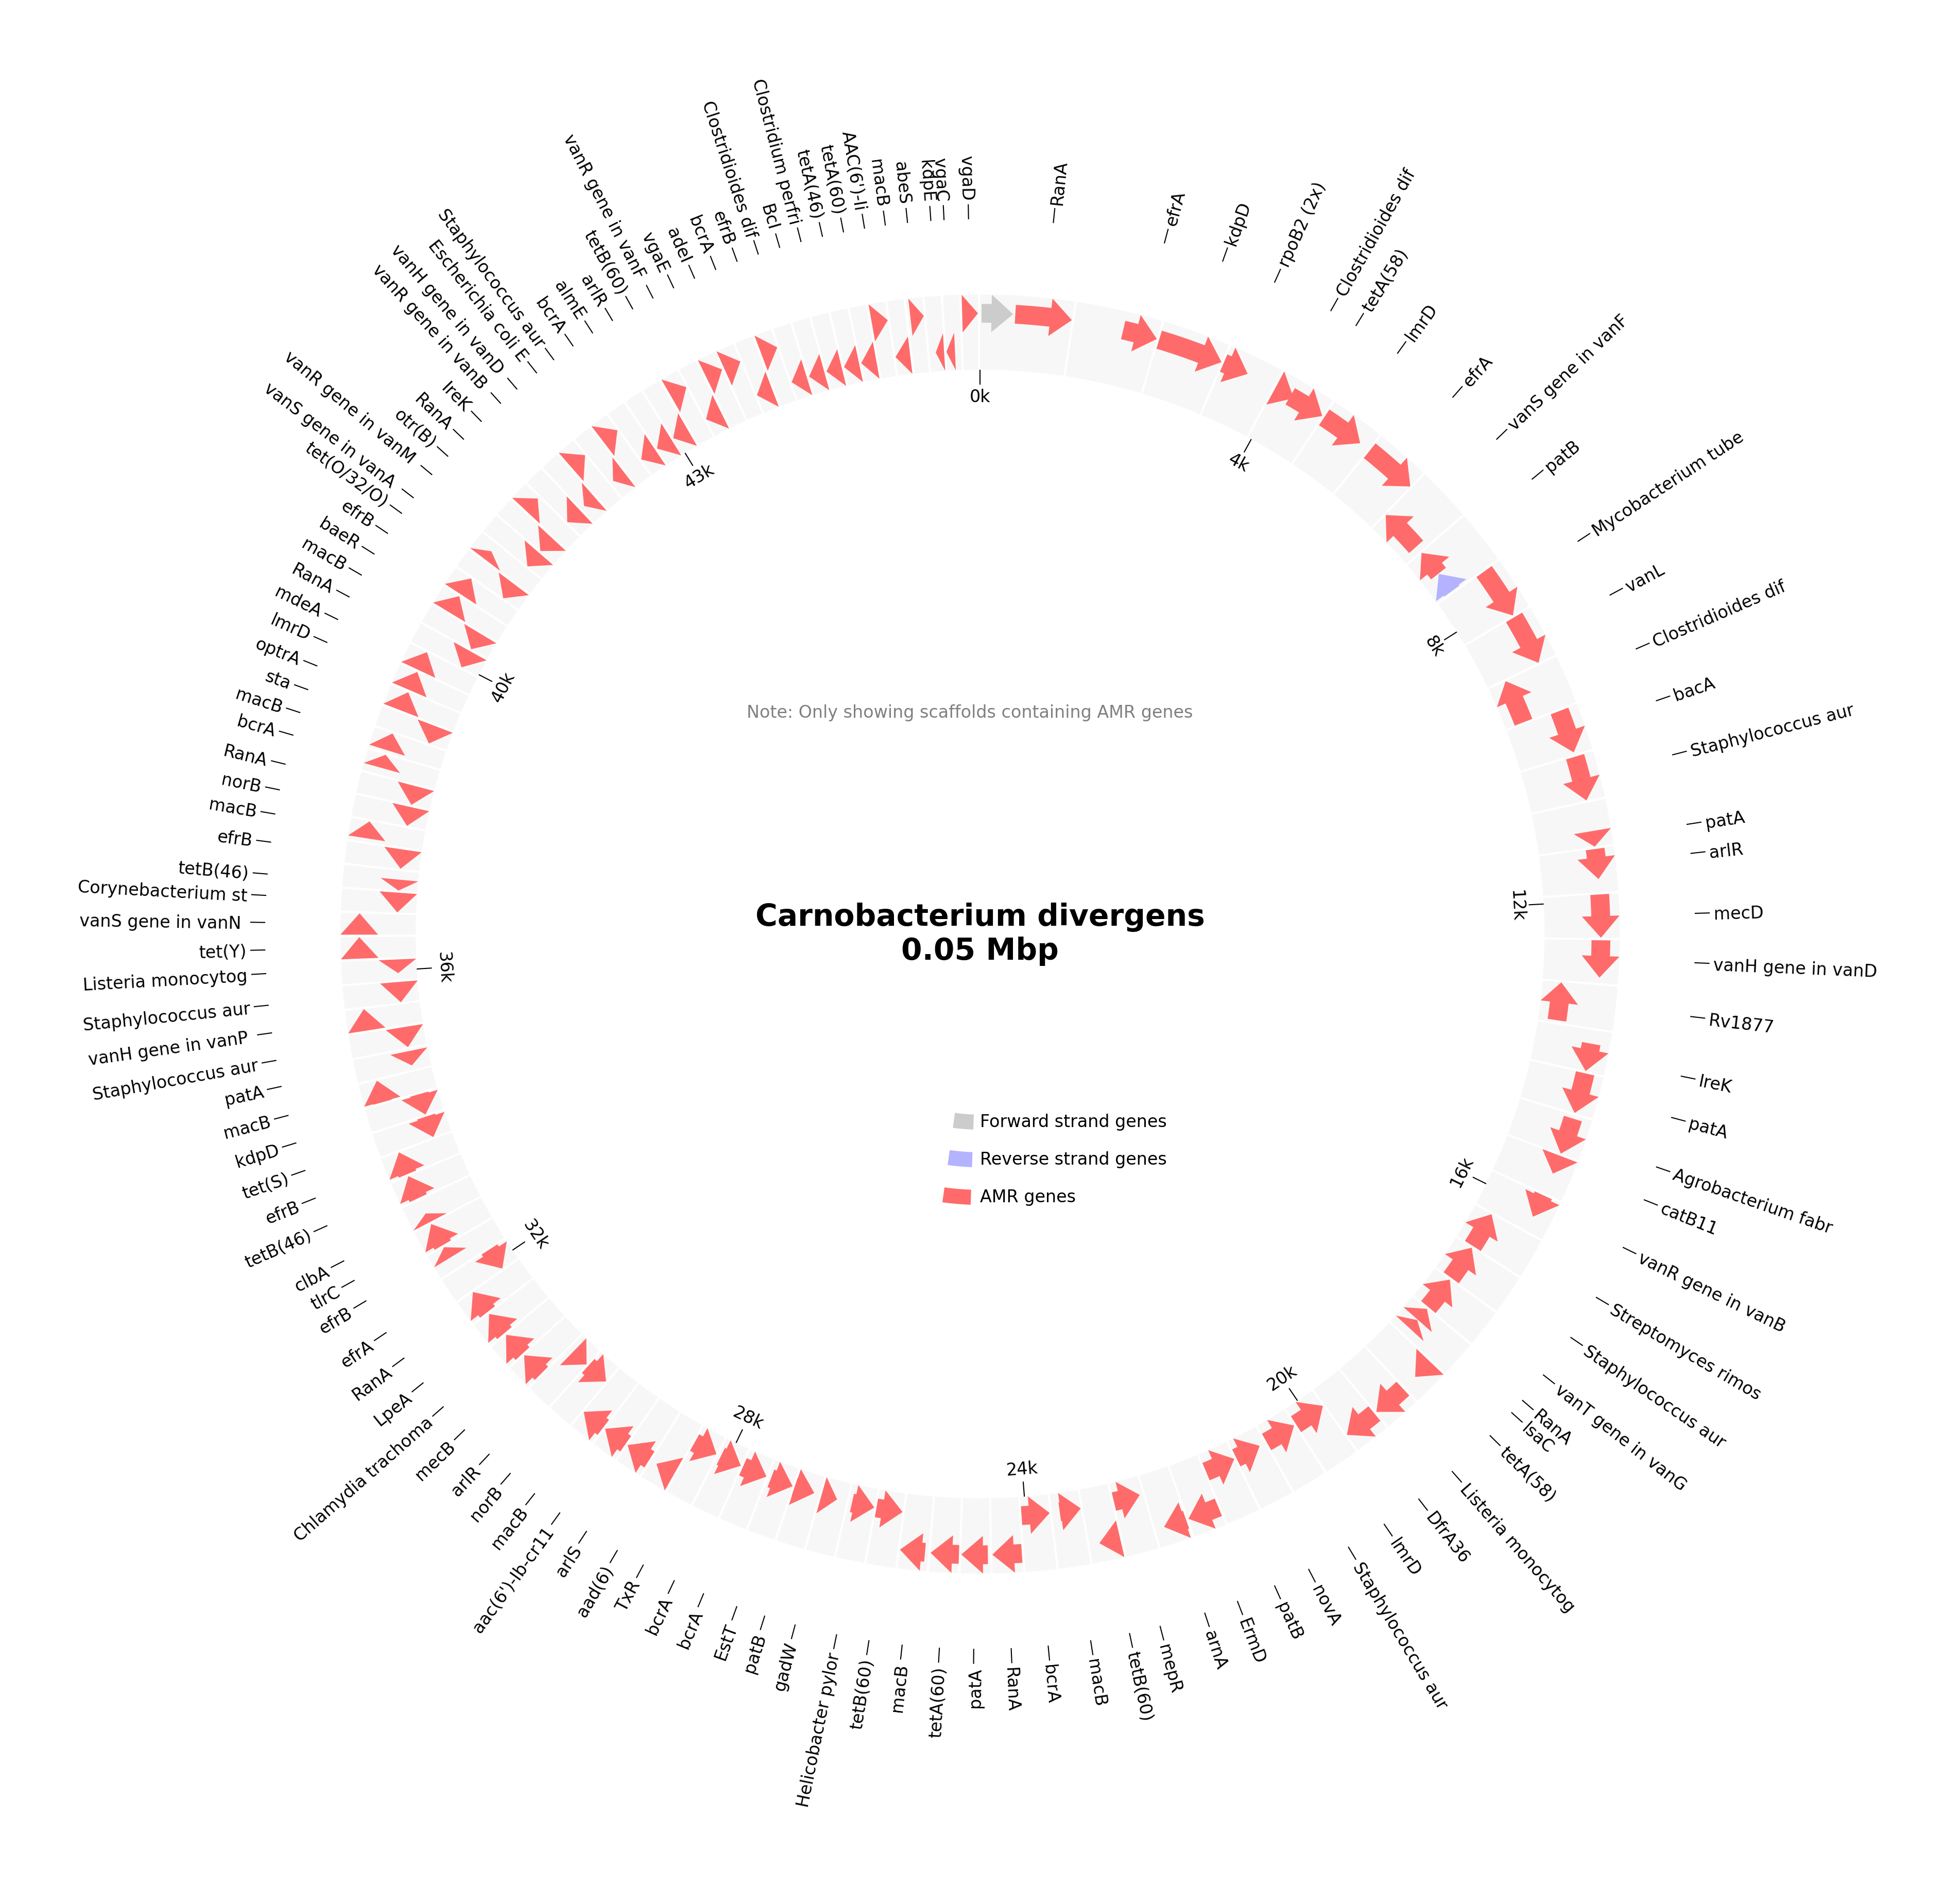 RanA
efrA
kdpD
rpoB2 (2x)
Clostridioides dif
tetA(58)
lmrD
efrA
vanS gene in vanF
patB
Mycobacterium tube
vanL
Clostridioides dif
bacA
Staphylococcus aur
patA
arlR
mecD
vanH gene in vanD
Rv1877
IreK
patA
Agrobacterium fabr
catB11
vanR gene in vanB
Streptomyces rimos
Staphylococcus aur
vanT gene in vanG
RanA
lsaC
tetA(58)
Listeria monocytog
DfrA36
lmrD
Staphylococcus aur
novA
patB
ErmD
arnA
mepR
tetB(60)
macB
bcrA
RanA
patA
tetA(60)
macB
tetB(60)
Helicobacter pylor
gadW
patB
EstT
bcrA
bcrA
TxR
aad(6)
arlS
aac(6')-Ib-cr11
macB
norB
arlR
mecB
Chlamydia trachoma
LpeA
RanA
efrA
efrB
tlrC
clbA
tetB(46)
efrB
tet(S)
kdpD
macB
patA
Staphylococcus aur
vanH gene in vanP
Staphylococcus aur
Listeria monocytog
tet(Y)
vanS gene in vanN
Corynebacterium st
tetB(46)
efrB
macB
norB
RanA
bcrA
macB
sta
optrA
lmrD
mdeA
RanA
macB
baeR
efrB
tet(O/32/O)
vanS gene in vanA
vanR gene in vanM
otr(B)
RanA
IreK
vanR gene in vanB
vanH gene in vanD
Escherichia coli E
Staphylococcus aur
bcrA
almE
arlR
tetB(60)
vanR gene in vanF
vgaE
adeI
bcrA
efrB
Clostridioides dif
BcI
Clostridium perfri
tetA(46)
tetA(60)
AAC(6')-Ii
macB
abeS
kdpE
vgaC
vgaD
0k
4k
8k
12k
16k
20k
24k
28k
32k
36k
40k
43k
Note: Only showing scaffolds containing AMR genes
Carnobacterium divergens
0.05 Mbp
Forward strand genes
Reverse strand genes
AMR genes